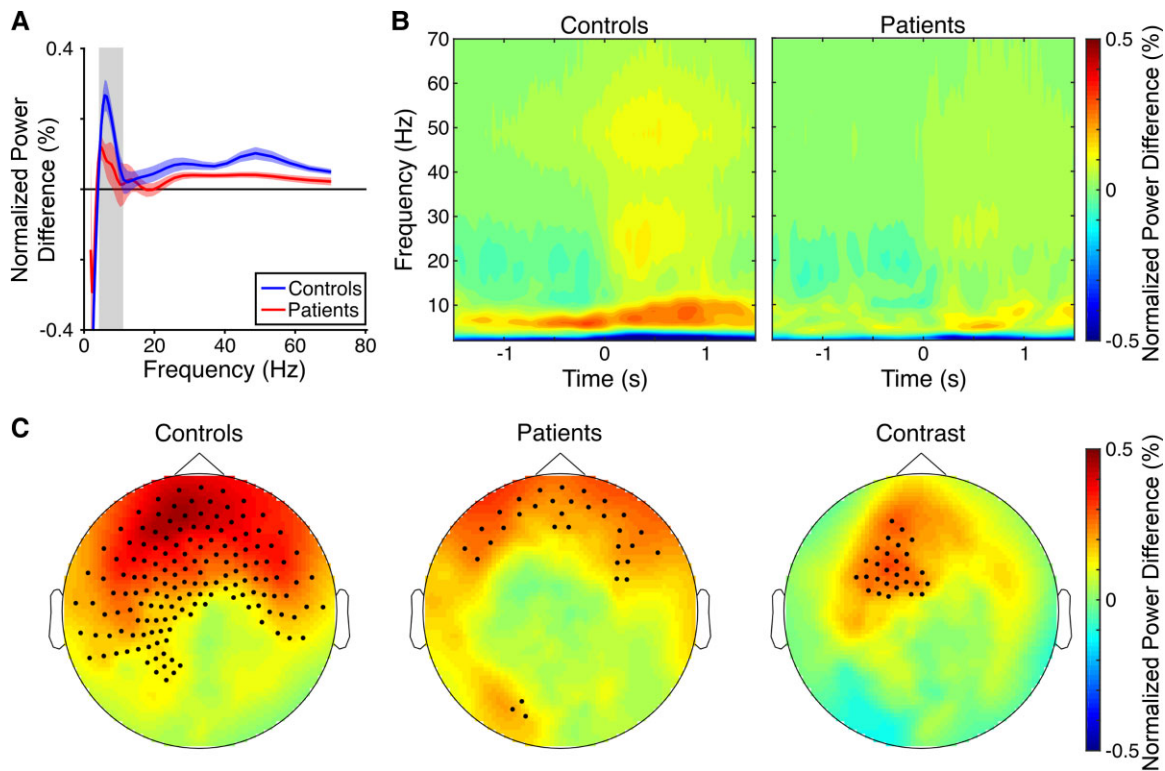 A
Normalized Power
Difference (%)
0.4
-0.4
0 20 40 60 80
Frequency (Hz)
Controls
Patients
B
Controls
Patients
Frequency (Hz)
70
60
50
40
30
20
10
-1 0 1
Time (s)
-1 0 1
Time (s)
0.5
0
-0.5
Normalized Power Difference (%)
C
Controls
Patients
Contrast
0.5
0
-0.5
Normalized Power Difference (%)